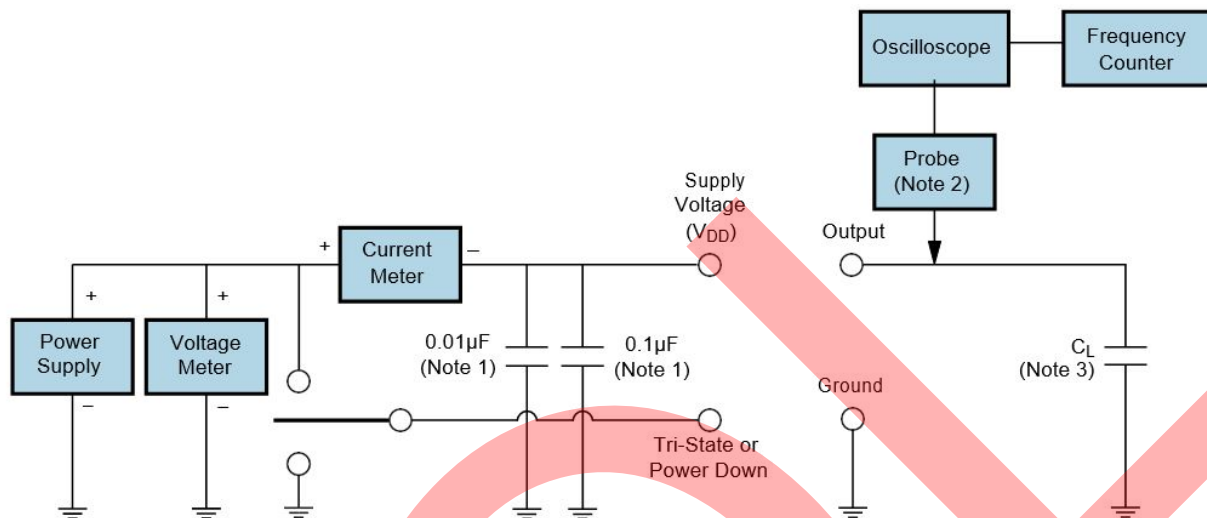 Oscilloscope
Frequency
Counter
Probe
(Note 2)
Supply
Voltage
(VDD)
Output
+
Current
Meter
–
+
Power
Supply
–
+
Voltage
Meter
–
0.01µF
(Note 1)
0.1µF
(Note 1)
CL
(Note 3)
Ground
Tri-State or
Power Down